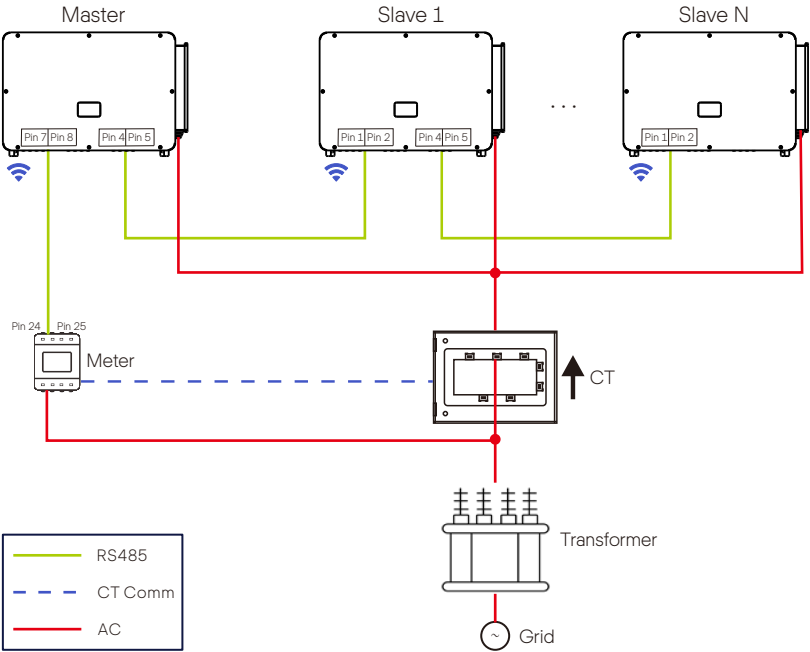 Master
Slave 1
Slave N
Pin 7 Pin 8 Pin 4 Pin 5
Pin 1 Pin 2 Pin 4 Pin 5
. . .
Pin 1 Pin 2
Pin 24 Pin 25
Meter
CT
Transformer
~ Grid
RS485
CT Comm
AC